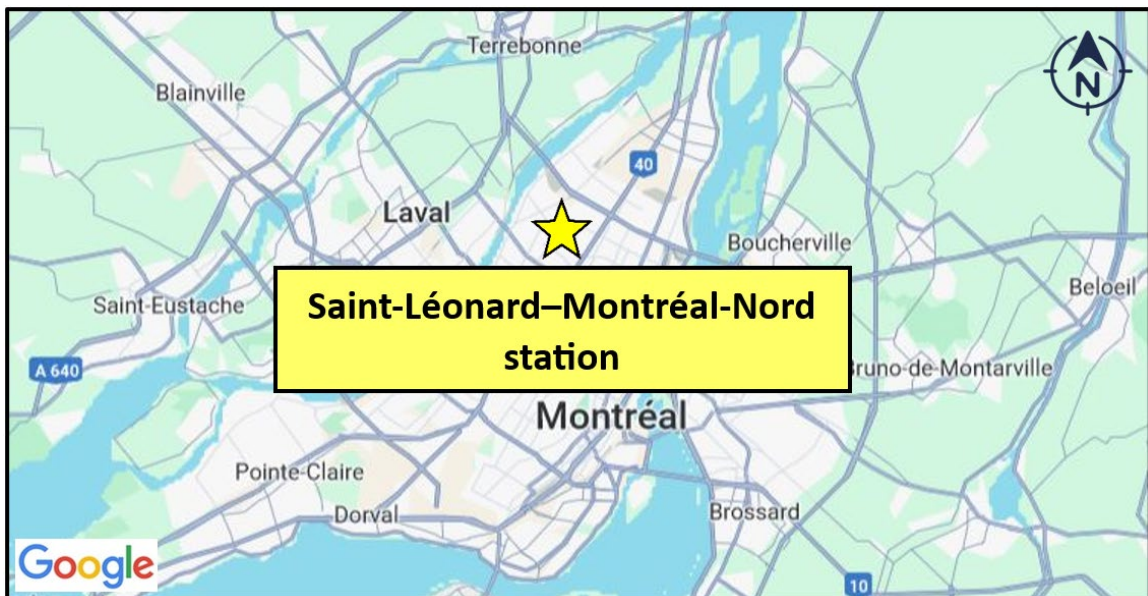 Terrebonne
N
Blainville
40
Laval
Boucherville
Saint-Léonard–Montréal-Nord
station
Saint-Eustache
Beloeil
A 640
Bruno-de-Montarville
Montréal
Pointe-Claire
Dorval
Brossard
Google
10